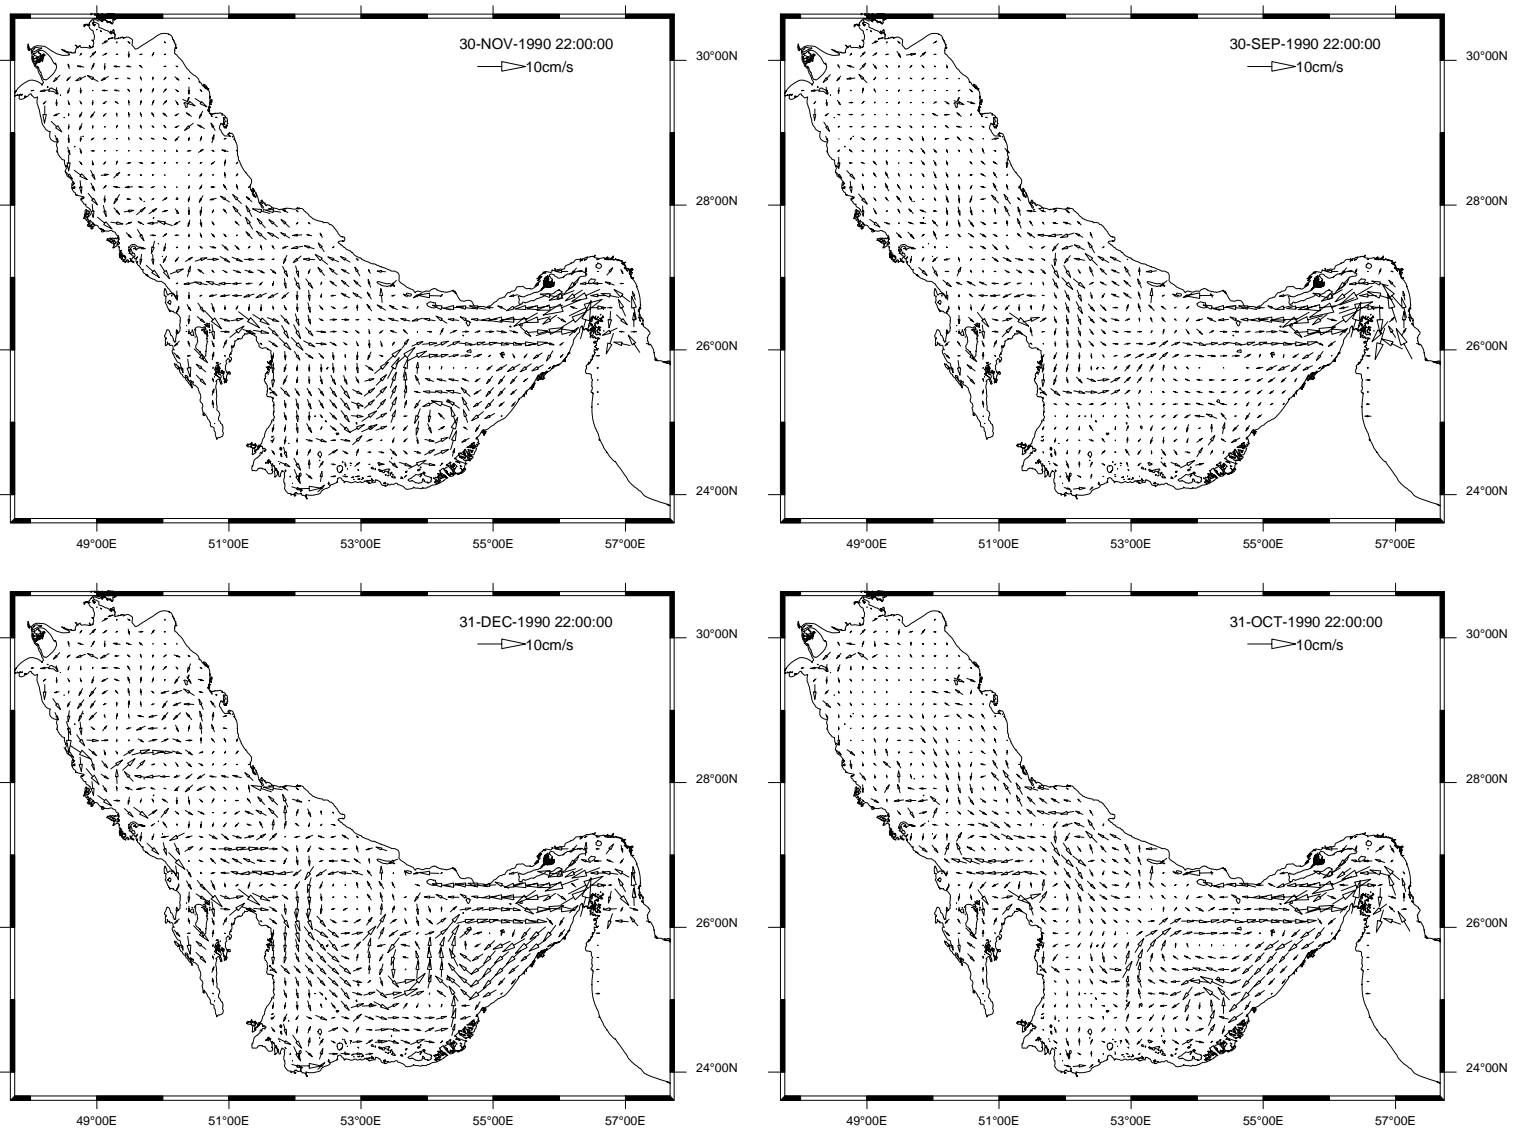 30-NOV-1990 22:00:00
10cm/s
30°00N
28°00N
26°00N
24°00N
49°00E 51°00E 53°00E 55°00E 57°00E
30-SEP-1990 22:00:00
10cm/s
30°00N
28°00N
26°00N
24°00N
49°00E 51°00E 53°00E 55°00E 57°00E
31-DEC-1990 22:00:00
10cm/s
30°00N
28°00N
26°00N
24°00N
49°00E 51°00E 53°00E 55°00E 57°00E
31-OCT-1990 22:00:00
10cm/s
30°00N
28°00N
26°00N
24°00N
49°00E 51°00E 53°00E 55°00E 57°00E